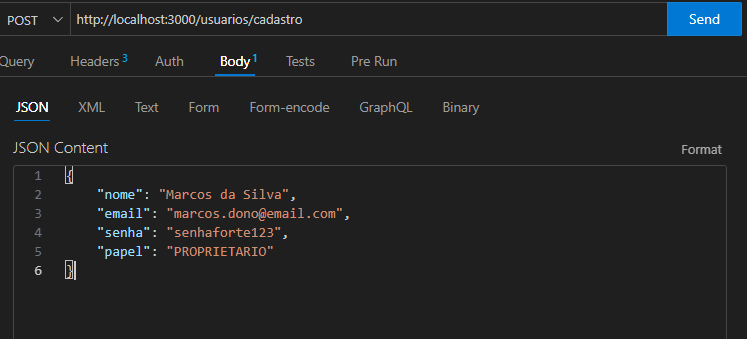 POST http://localhost:3000/usuarios/cadastro Send
Query Headers 3 Auth Body 1 Tests Pre Run
JSON XML Text Form Form-encode GraphQL Binary
JSON Content Format
1 {
2 "nome": "Marcos da Silva",
3 "email": "marcos.dono@email.com",
4 "senha": "senhaforte123",
5 "papel": "PROPRIETARIO"
6 }